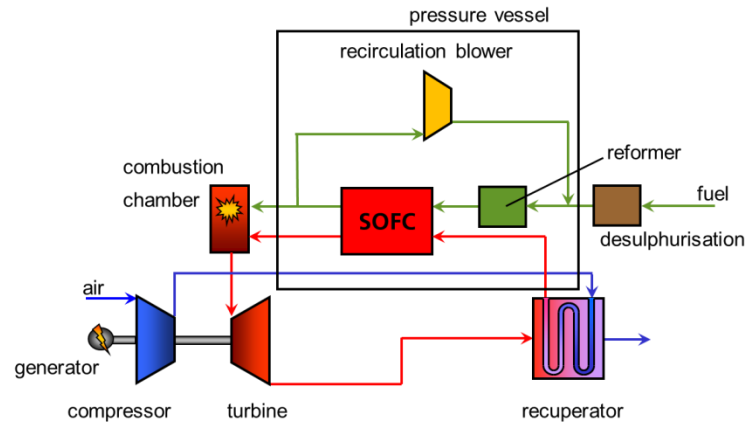 pressure vessel
recirculation blower
reformer
combustion
chamber
SOFC
fuel
desulphurisation
air
generator
compressor
turbine
recuperator